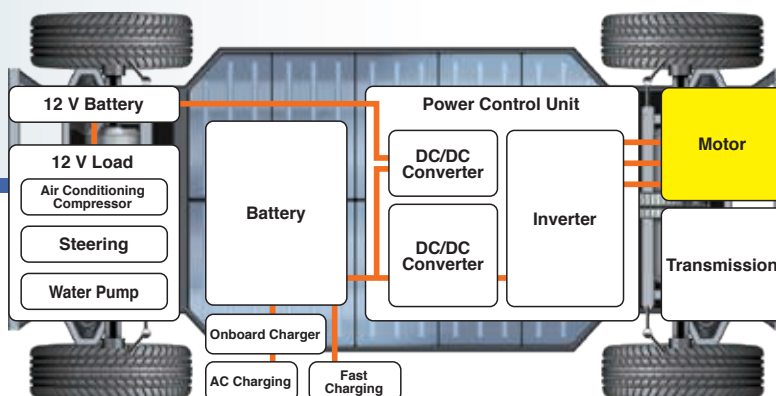 12 V Battery
Power Control Unit
Motor
12 V Load
Air Conditioning
Compressor
Steering
Water Pump
Battery
DC/DC
Converter
DC/DC
Converter
Inverter
Transmission
Onboard Charger
AC Charging
Fast
Charging